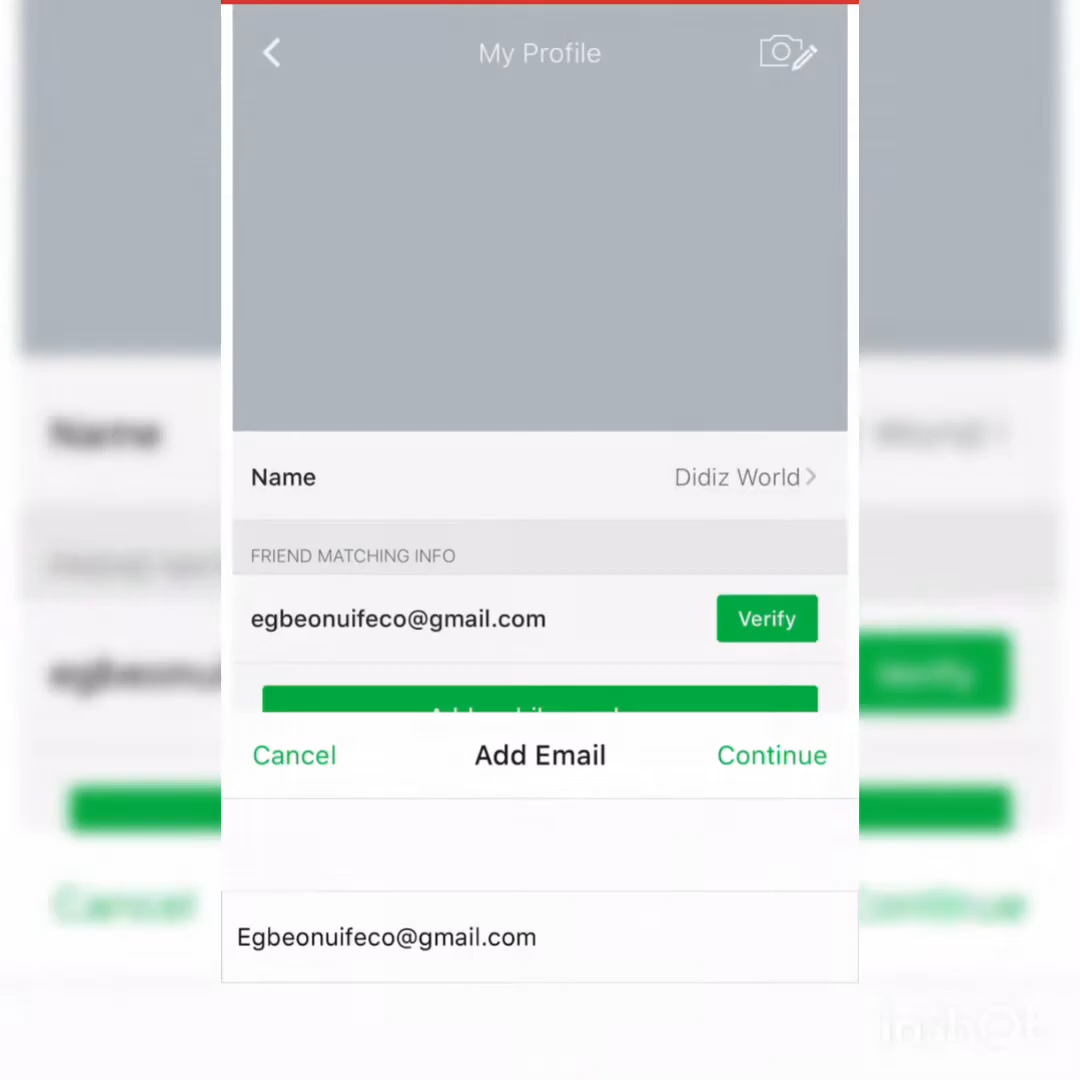 My Profile
Name
Didiz World
FRIEND MATCHING INFO
egbeonuifeco@gmail.com
Verify
Cancel
Add Email
Continue
Egbeonuifeco@gmail.com